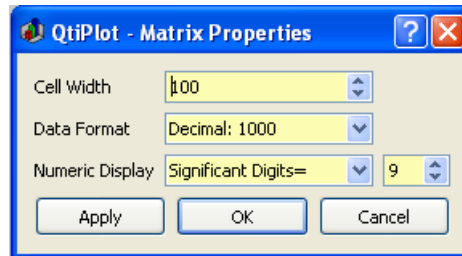 QtiPlot - Matrix Properties ?
Cell Width 100
Data Format Decimal: 1000
Numeric Display Significant Digits= 9
Apply OK Cancel